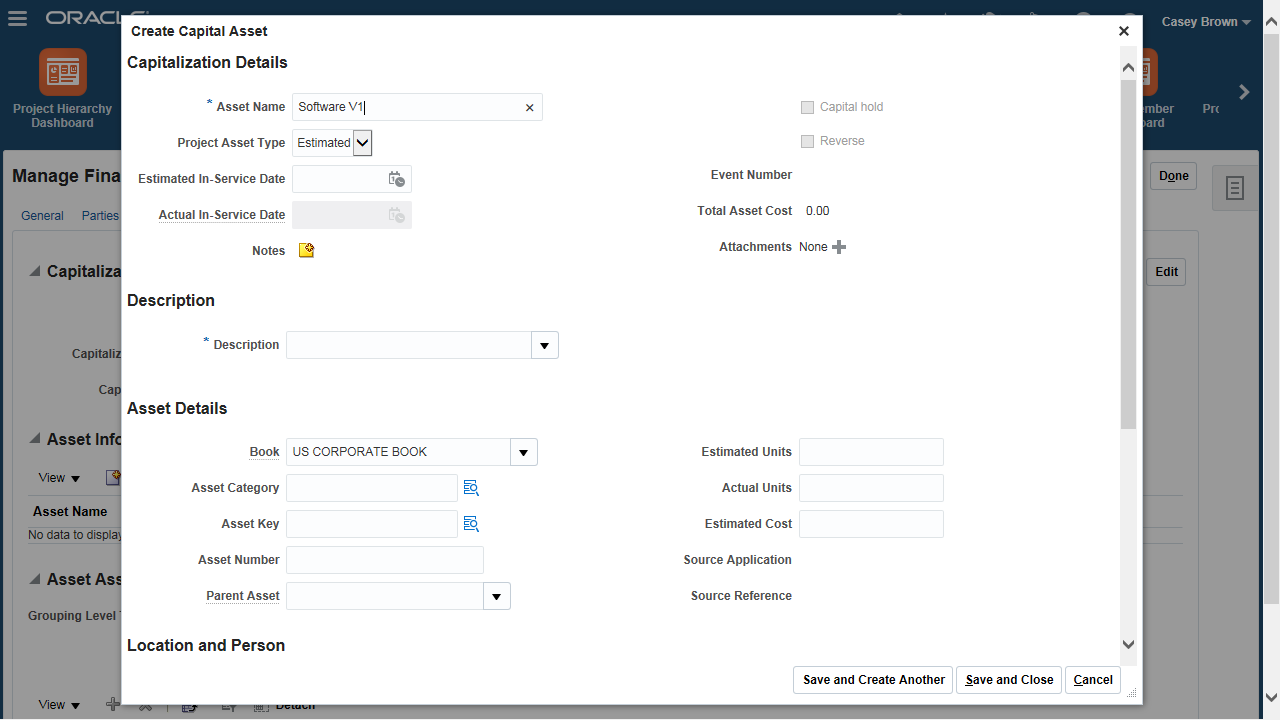 ORACLE
Casey Brown
Project Hierarchy
Dashboard
Manage Fina
Done
General Parties
Capitaliza
Edit
Capitaliz
Cap
Asset Info
View
Asset Name
No data to display
Asset Ass
Grouping Level
View
Detach
Create Capital Asset
Capitalization Details
* Asset Name Software V1
Capital hold
Project Asset Type Estimated
Reverse
Estimated In-Service Date
Event Number
Actual In-Service Date
Total Asset Cost 0.00
Notes
Attachments None
Description
* Description
Asset Details
Book US CORPORATE BOOK
Estimated Units
Asset Category
Actual Units
Asset Key
Estimated Cost
Asset Number
Source Application
Parent Asset
Source Reference
Location and Person
Save and Create Another Save and Close Cancel